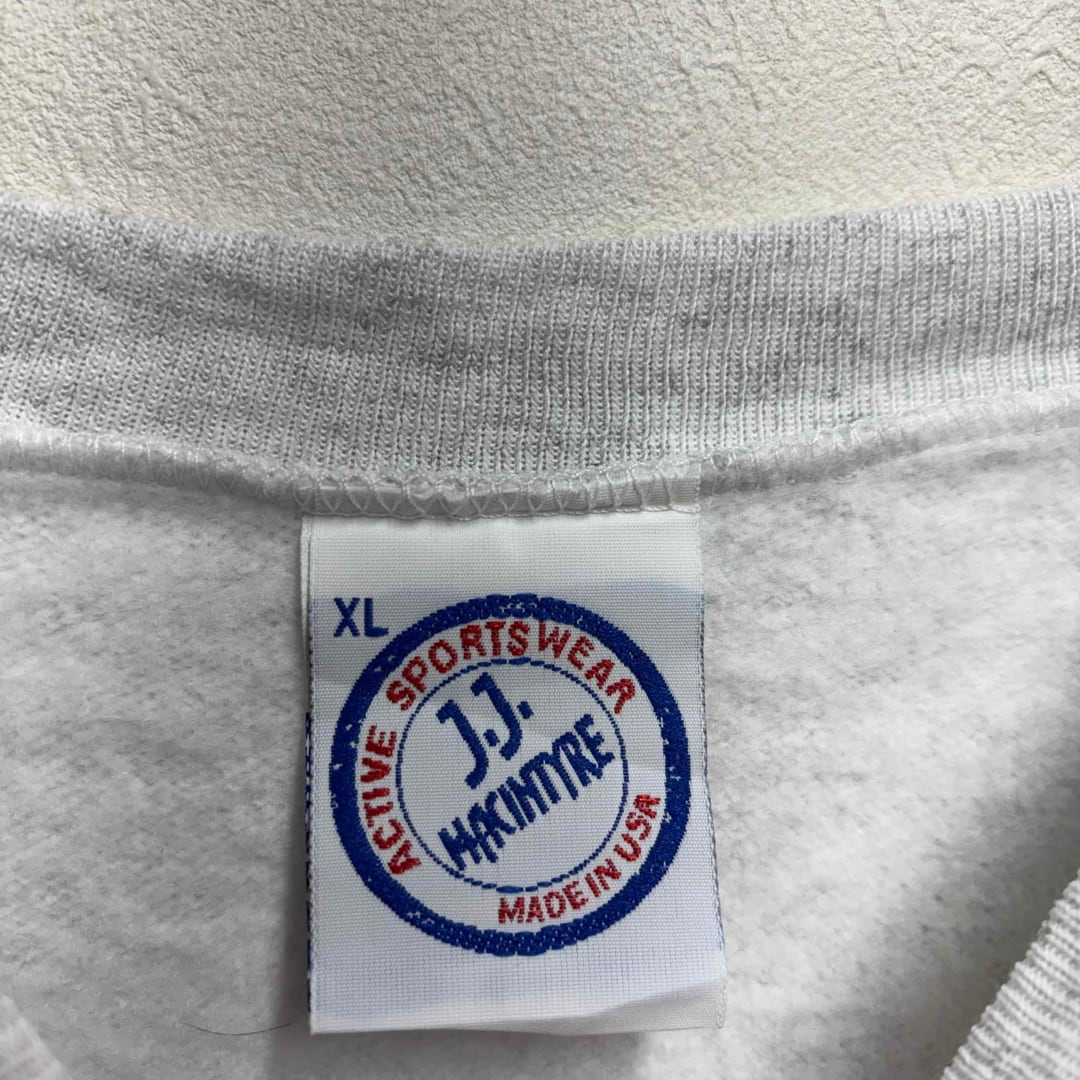 XL
ACTIVE SPORTSWEAR
J.J.
MACINTYRE
MADE IN USA